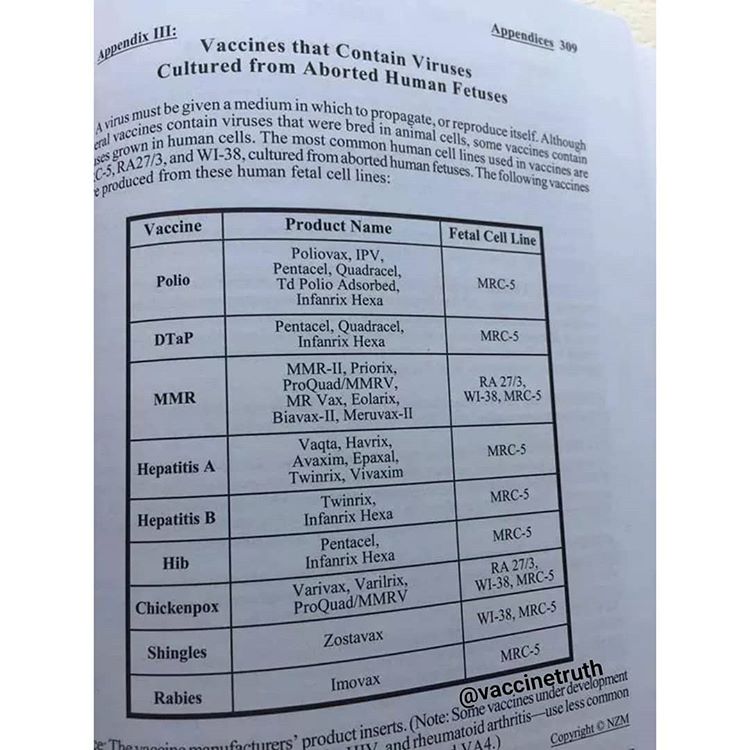 Appendix III:
Appendices 309
Vaccines that Contain Viruses
Cultured from Aborted Human Fetuses
A virus must be given a medium in which to propagate, or reproduce itself. Although
eral vaccines contain viruses that were bred in animal cells, some vaccines contain
ses grown in human cells. The most common human cell lines used in vaccines are
C-5, RA27/3, and WI-38, cultured from aborted human fetuses. The following vaccines
e produced from these human fetal cell lines:
Vaccine Product Name Fetal Cell Line
Polio
Poliovax, IPV,
Pentacel, Quadracel,
Td Polio Adsorbed,
Infanrix Hexa
MRC-5
DTaP
Pentacel, Quadracel,
Infanrix Hexa
MRC-5
MMR
MMR-II, Priorix,
ProQuad/MMRV,
MR Vax, Eolarix,
Biavax-II, Meruvax-II
RA 27/3,
WI-38, MRC-5
Hepatitis A
Vaqta, Havrix,
Avaxim, Epaxal,
Twinrix, Vivaxim
MRC-5
Hepatitis B
Twinrix,
Infanrix Hexa
MRC-5
Hib
Pentacel,
Infanrix Hexa
MRC-5
Chickenpox
Varivax, Varilrix,
ProQuad/MMRV
RA 27/3,
WI-38, MRC-5
Shingles
Zostavax
WI-38, MRC-5
Rabies
Imovax
MRC-5
@vaccinetruth
manufacturers' product inserts. (Note: Some vaccines under development
HIV and rheumatoid arthritis—use less common
VA4.)
Copyright © NZM